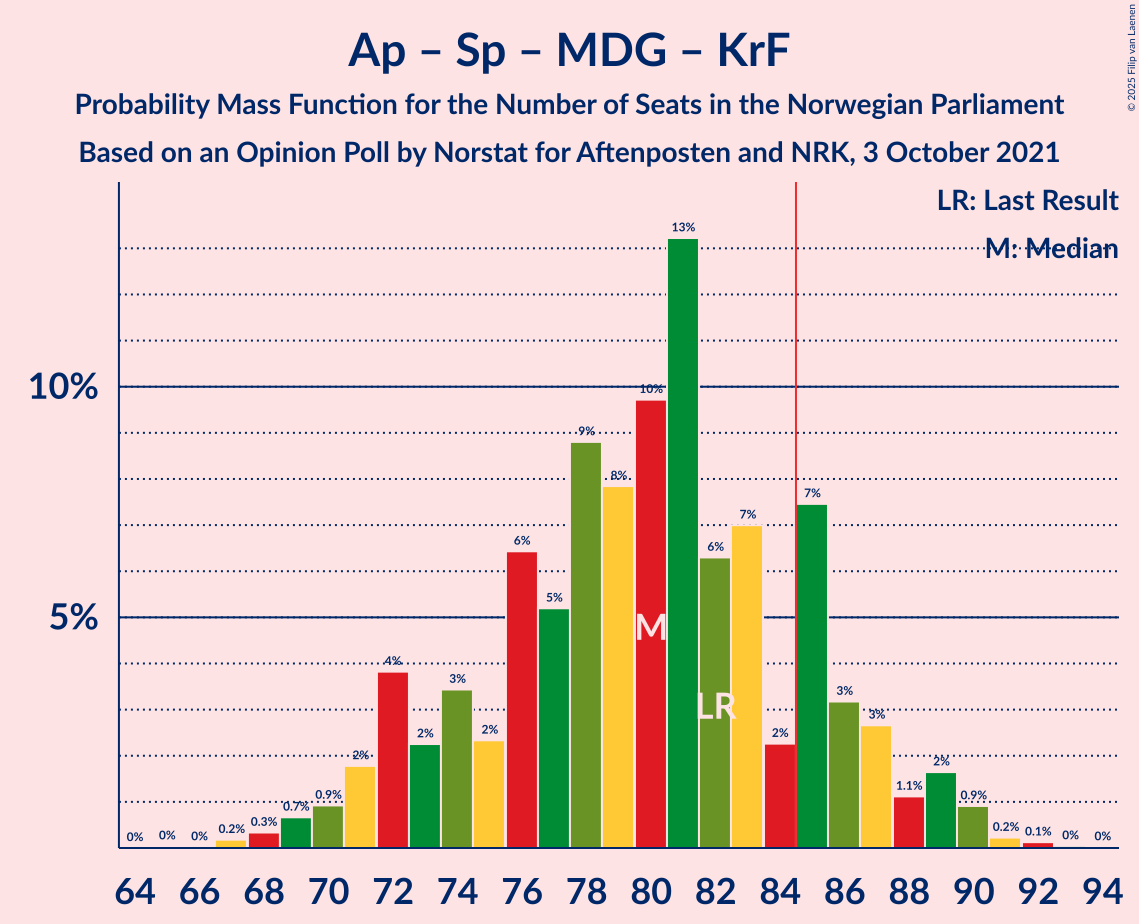 Ap – Sp – MDG – KrF
Probability Mass Function for the Number of Seats in the Norwegian Parliament
Based on an Opinion Poll by Norstat for Aftenposten and NRK, 3 October 2021
© 2025 Filip van Laenen
LR: Last Result
M: Median
10%
5%
0% 0% 0% 0.2% 0.3% 0.7% 0.9% 2% 4% 2% 3% 2% 6% 5% 9% 8% 10% 13% 6% 7% 2% 7% 3% 3% 1.1% 2% 0.9% 0.2% 0.1% 0% 0%
M
LR
64 66 68 70 72 74 76 78 80 82 84 86 88 90 92 94